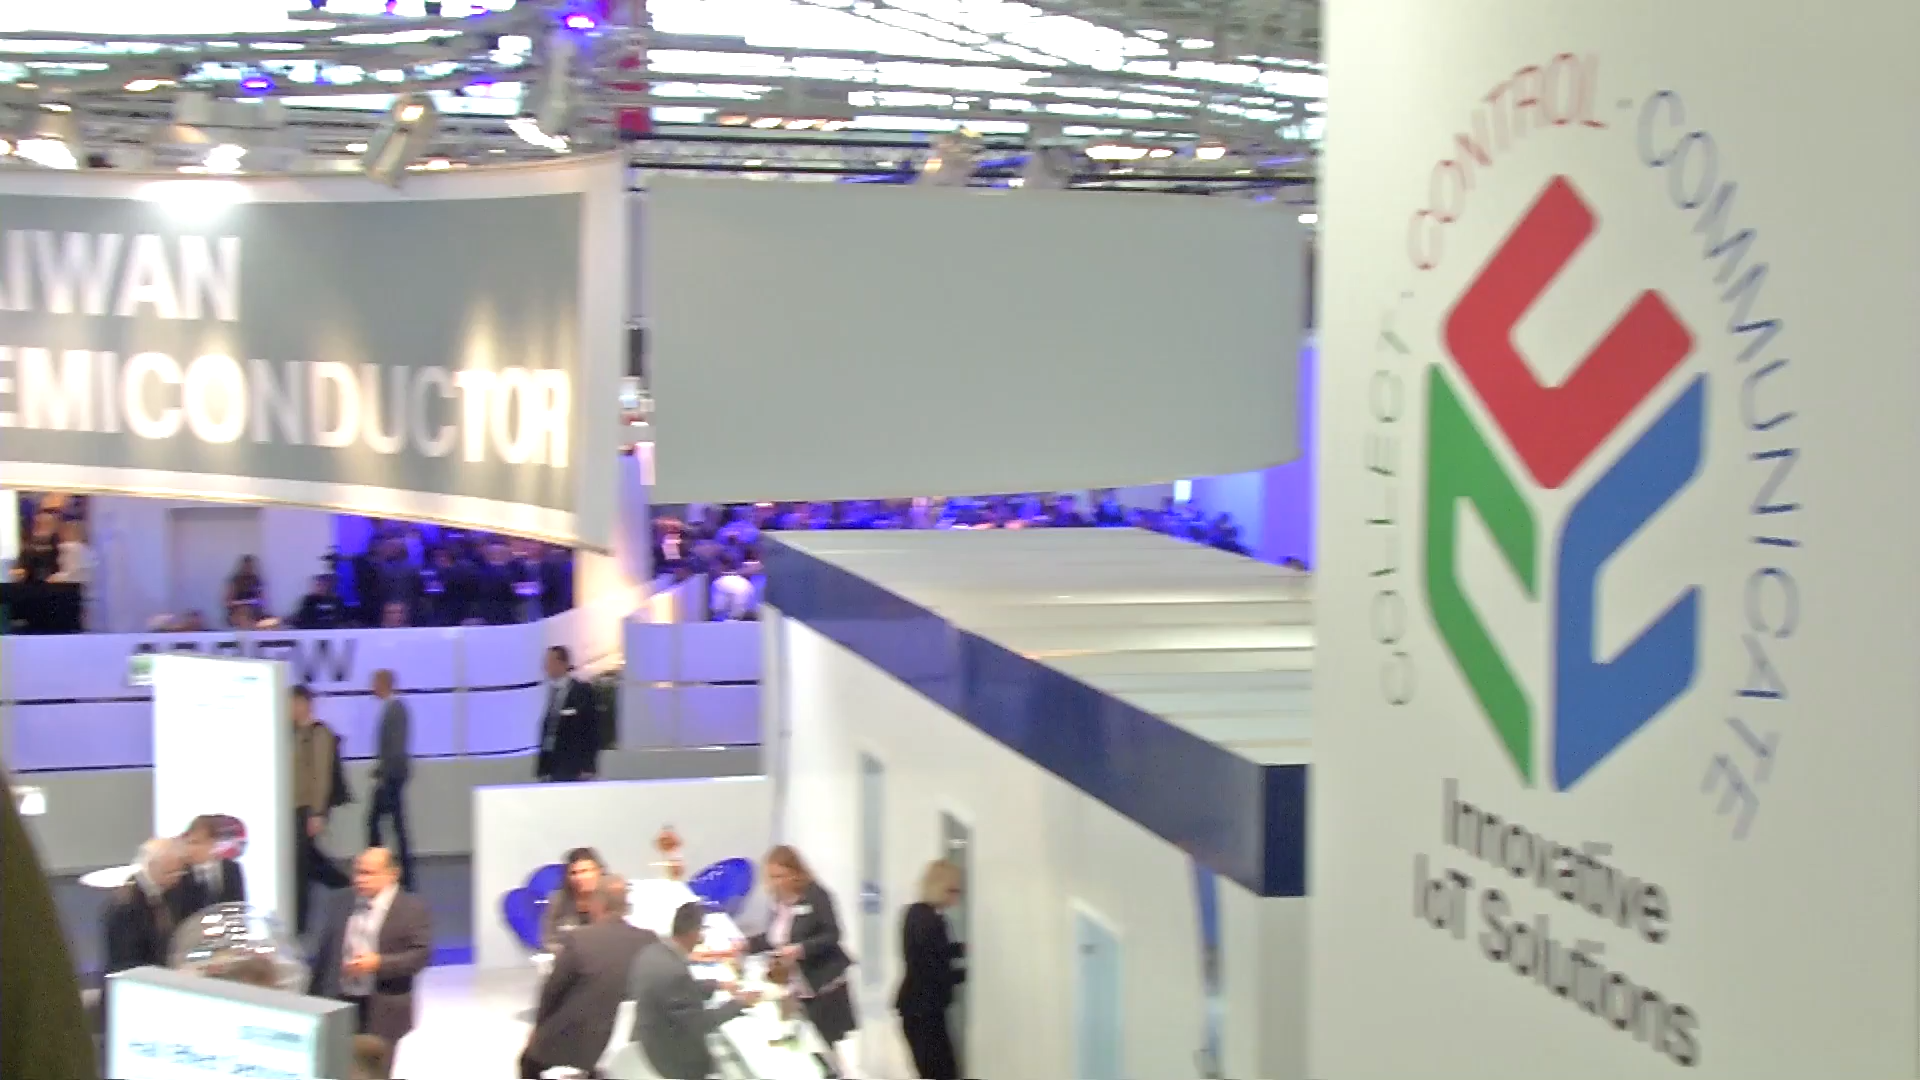 AIWAN
EMICONDUCTOR
COLLECT · CONTROL · COMMUNICATE
Innovative
IoT Solutions